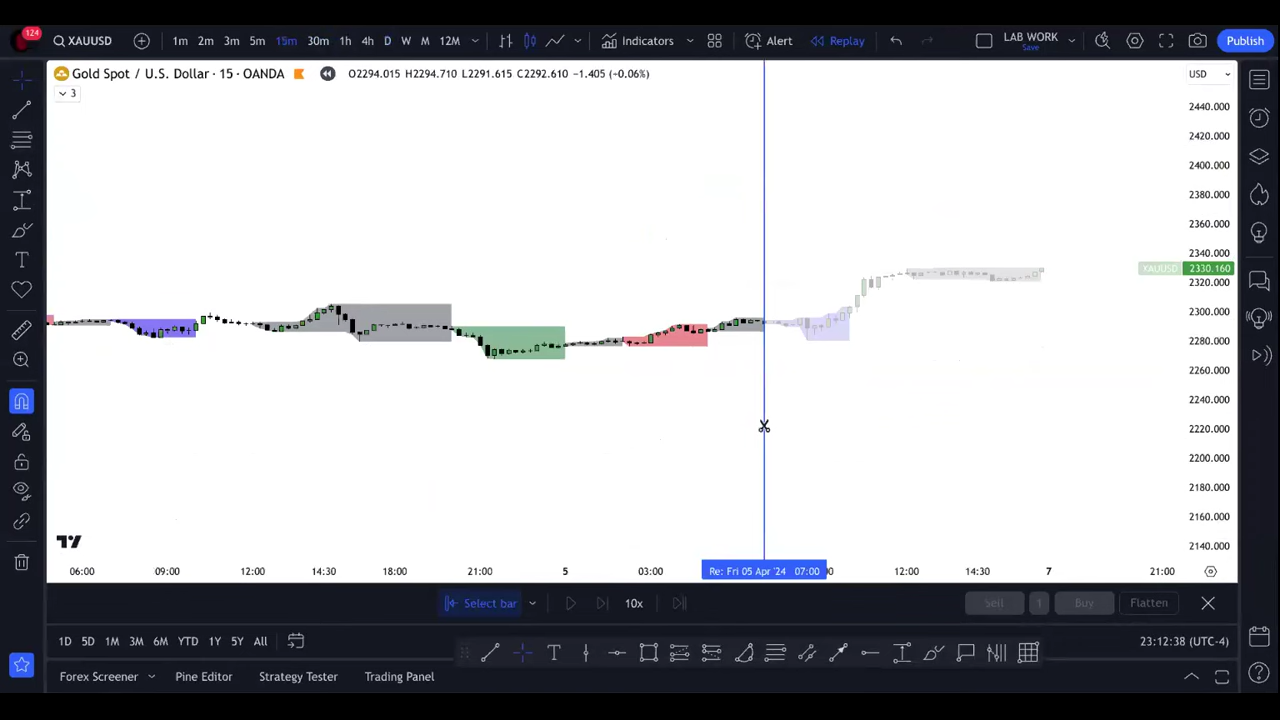 124
XAUUSD
1m 2m 3m 5m 15m 30m 1h 4h D W M 12M
Indicators
Alert
Replay
LAB WORK
Save
Publish
Gold Spot / U.S. Dollar · 15 · OANDA
O2294.015 H2294.710 L2291.615 C2292.610 −1.405 (−0.06%)
USD
3
2440.000
2420.000
2400.000
2380.000
2360.000
2340.000
XAUUSD 2330.160
2320.000
2300.000
2280.000
2260.000
2240.000
2220.000
2200.000
2180.000
2160.000
2140.000
06:00 09:00 12:00 14:30 18:00 21:00 5 03:00 Re: Fri 05 Apr '24 07:00 12:00 14:30 7 21:00
Select bar
10x
Sell 1 Buy Flatten
1D 5D 1M 3M 6M YTD 1Y 5Y All
23:12:38 (UTC-4)
Forex Screener Pine Editor Strategy Tester Trading Panel